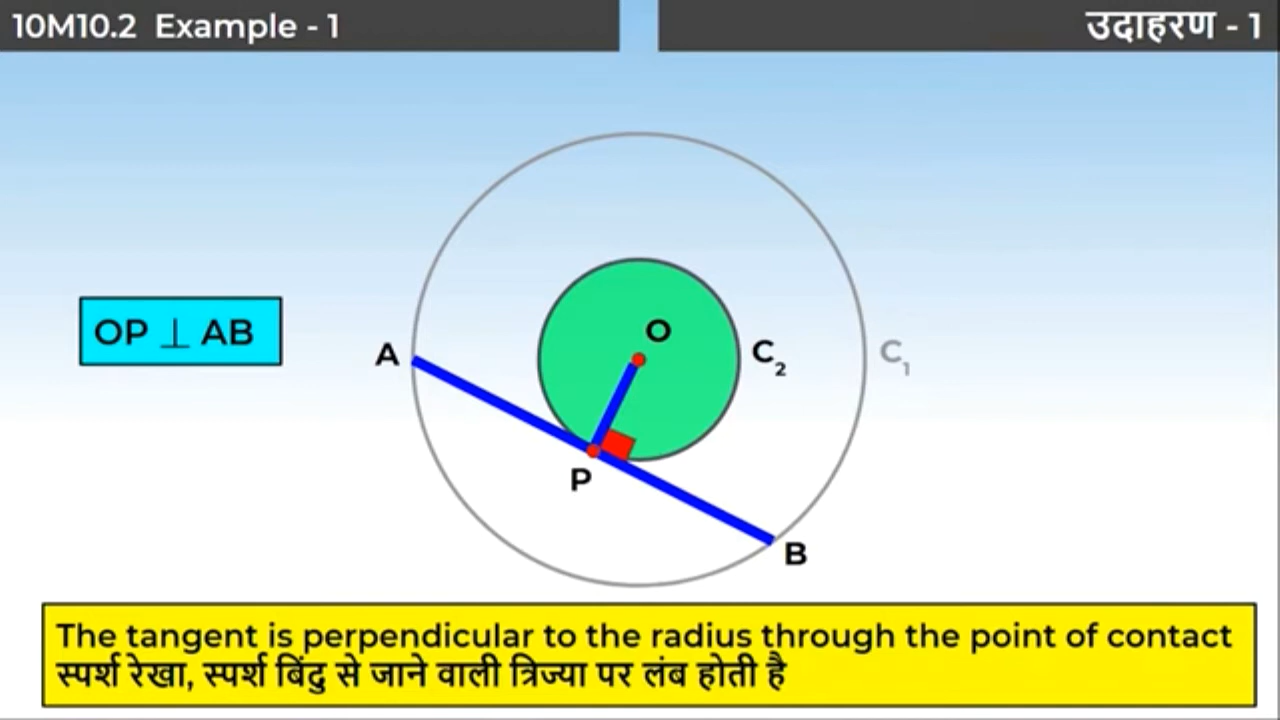 10M10.2 Example - 1
उदाहरण - 1
OP ⊥ AB
O
A
C₂
C₁
P
B
The tangent is perpendicular to the radius through the point of contact
स्पर्श रेखा, स्पर्श बिंदु से जाने वाली त्रिज्या पर लंब होती है